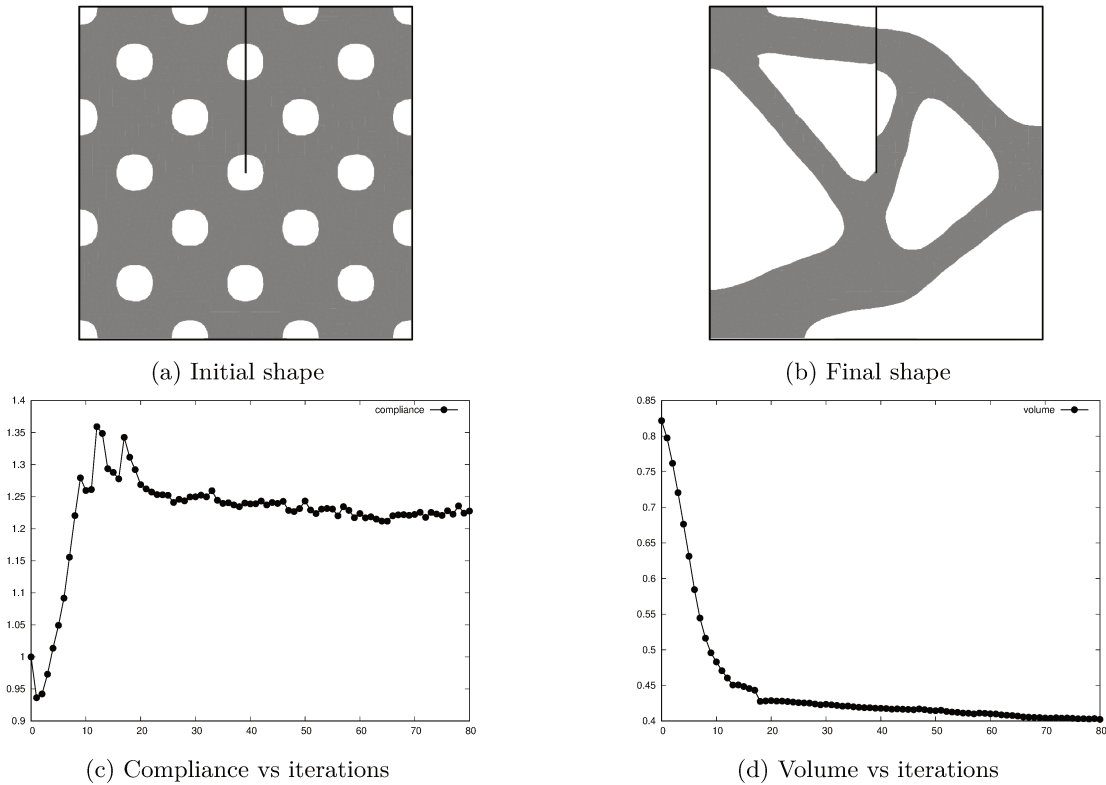 (a) Initial shape
(b) Final shape
1.4
1.35
1.3
1.25
1.2
1.15
1.1
1.05
1
0.95
0.9
compliance
0 10 20 30 40 50 60 70 80
0.85
0.8
0.75
0.7
0.65
0.6
0.55
0.5
0.45
0.4
volume
0 10 20 30 40 50 60 70 80
(c) Compliance vs iterations
(d) Volume vs iterations